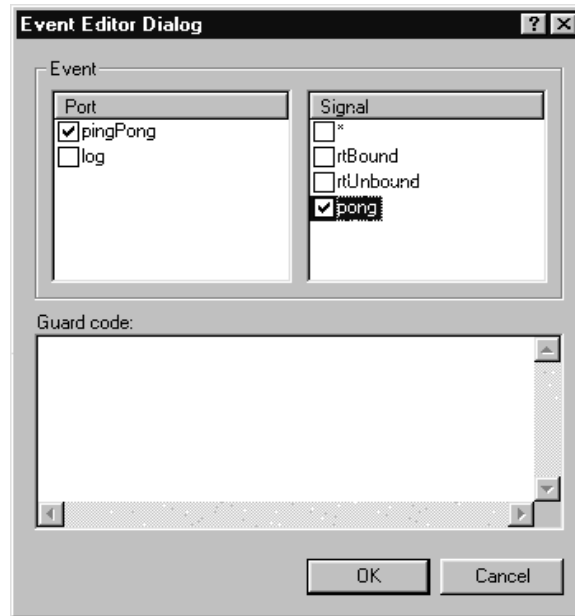 Event Editor Dialog
Event
Port
pingPong
log
Signal
*
rtBound
rtUnbound
pong
Guard code:
OK
Cancel